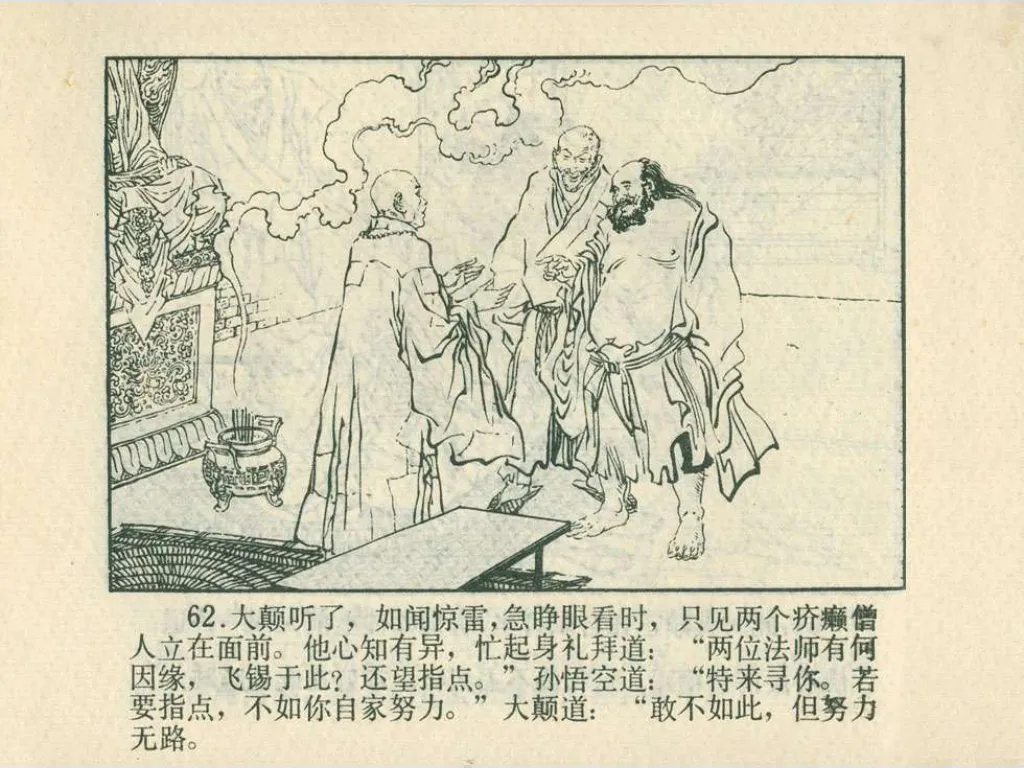 62.大颠听了，如闻惊雷，急睁眼看时，只见两个疥癫僧
人立在面前。他心知有异，忙起身礼拜道：“两位法师有何
因缘，飞锡于此？还望指点。”孙悟空道：“特来寻你。若
要指点，不如你自家努力。”大颠道：“敢不如此，但努力
无路。